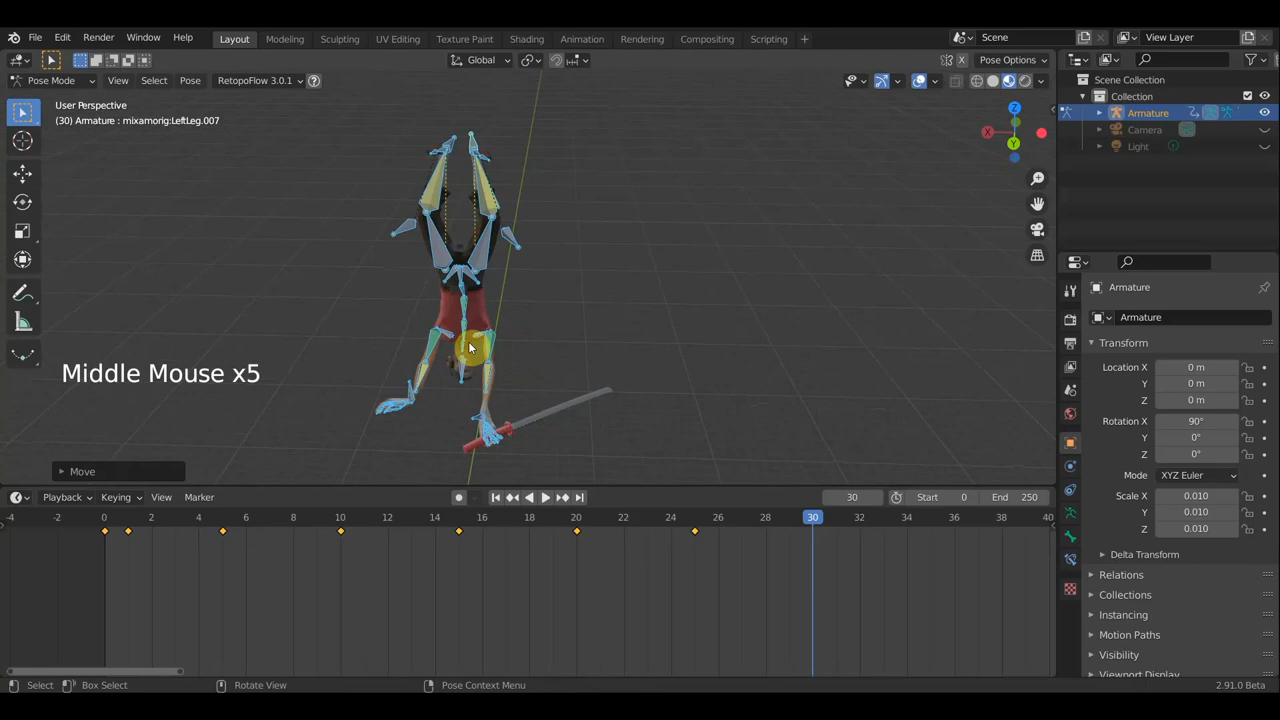 File Edit Render Window Help Layout Modeling Sculpting UV Editing Texture Paint Shading Animation Rendering Compositing Scripting + Scene View Layer
Global Pose Options
Pose Mode View Select Pose RetopoFlow 3.0.1
User Perspective
(30) Armature : mixamorig:LeftLeg.007
X
Y
Z
Middle Mouse x5
Move
Scene Collection
Collection
Armature
Camera
Light
Armature
Armature
Transform
Location X 0 m
Y 0 m
Z 0 m
Rotation X 90°
Y 0°
Z 0°
Mode XYZ Euler
Scale X 0.010
Y 0.010
Z 0.010
Delta Transform
Relations
Collections
Instancing
Motion Paths
Visibility
Viewport Display
Playback Keying View Marker 30 Start 0 End 250
-4 -2 0 2 4 6 8 10 12 14 16 18 20 22 24 26 28 30 32 34 36 38 40
Select Box Select Rotate View Pose Context Menu 2.91.0 Beta